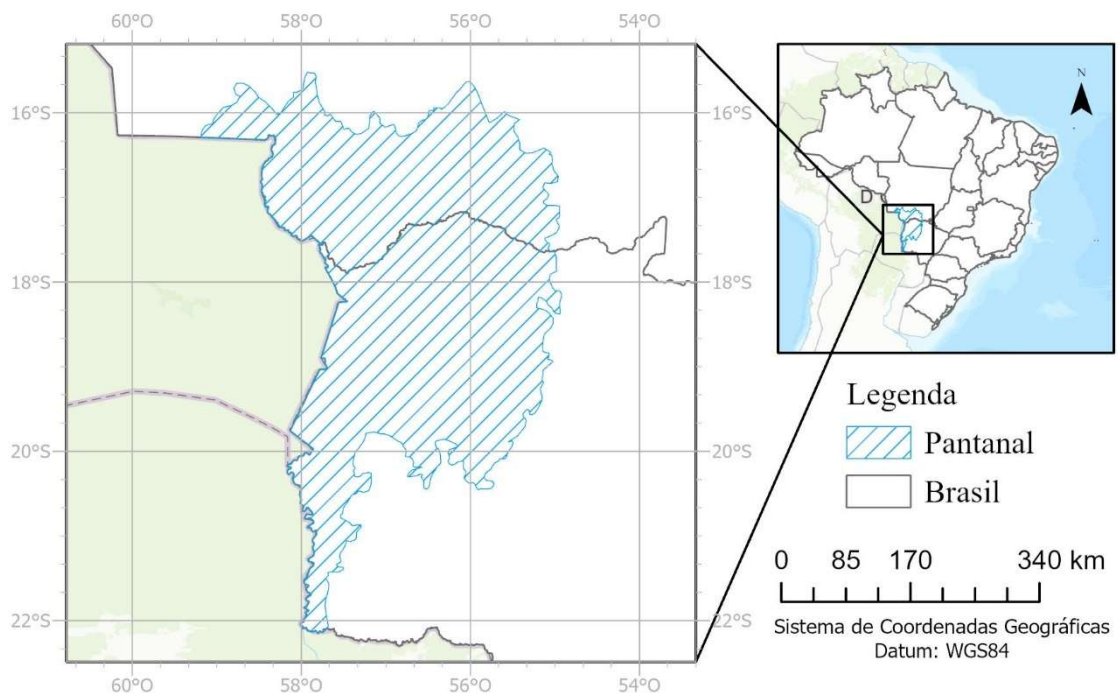 60°O 58°O 56°O 54°O
16°S 16°S
18°S 18°S
20°S 20°S
22°S 22°S
60°O 58°O 56°O 54°O
N
D
Legenda
Pantanal
Brasil
0 85 170 340 km
Sistema de Coordenadas Geográficas
Datum: WGS84